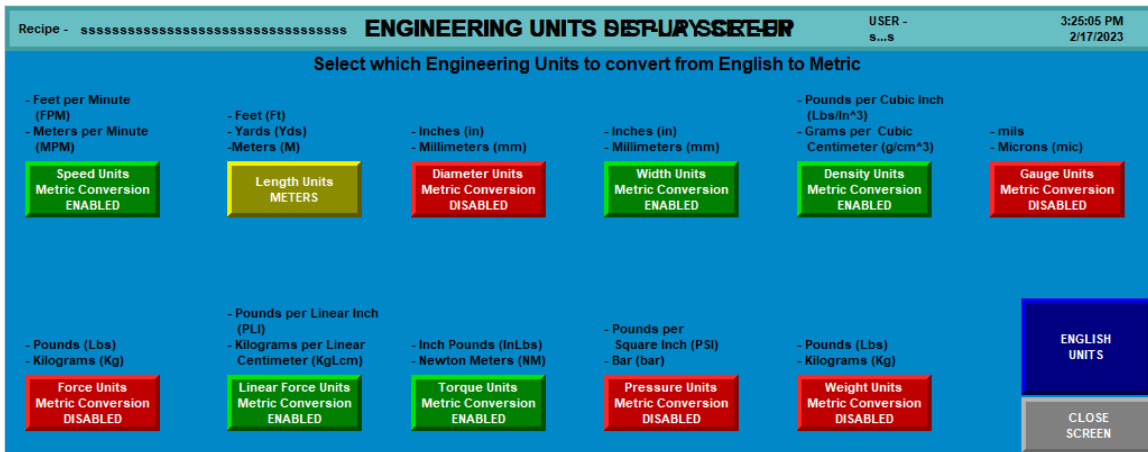 Recipe - ssssssssssssssssssssssssssssssssss
ENGINEERING UNITS
USER -
s...s
3:25:05 PM
2/17/2023
Select which Engineering Units to convert from English to Metric
- Feet per Minute
(FPM)
- Meters per Minute
(MPM)
Speed Units
Metric Conversion
ENABLED
- Feet (Ft)
- Yards (Yds)
-Meters (M)
Length Units
METERS
- Inches (in)
- Millimeters (mm)
Diameter Units
Metric Conversion
DISABLED
- Inches (in)
- Millimeters (mm)
Width Units
Metric Conversion
ENABLED
- Pounds per Cubic Inch
(Lbs/In^3)
- Grams per Cubic
Centimeter (g/cm^3)
Density Units
Metric Conversion
ENABLED
- mils
- Microns (mic)
Gauge Units
Metric Conversion
DISABLED
- Pounds (Lbs)
- Kilograms (Kg)
Force Units
Metric Conversion
DISABLED
- Pounds per Linear Inch
(PLI)
- Kilograms per Linear
Centimeter (KgLcm)
Linear Force Units
Metric Conversion
ENABLED
- Inch Pounds (InLbs)
- Newton Meters (NM)
Torque Units
Metric Conversion
ENABLED
- Pounds per
Square Inch (PSI)
- Bar (bar)
Pressure Units
Metric Conversion
DISABLED
- Pounds (Lbs)
- Kilograms (Kg)
Weight Units
Metric Conversion
DISABLED
ENGLISH
UNITS
CLOSE
SCREEN